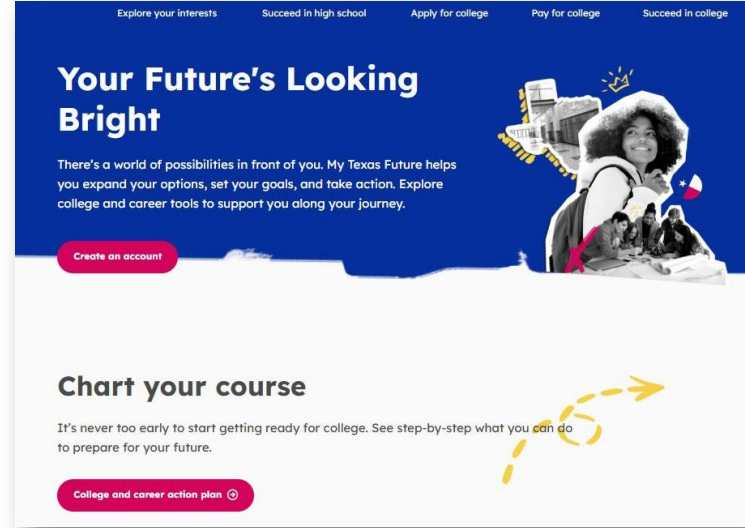 Explore your interests Succeed in high school Apply for college Pay for college Succeed in college
Your Future's Looking
Bright
There's a world of possibilities in front of you. My Texas Future helps
you expand your options, set your goals, and take action. Explore
college and career tools to support you along your journey.
Create an account
Chart your course
It's never too early to start getting ready for college. See step-by-step what you can do
to prepare for your future.
College and career action plan